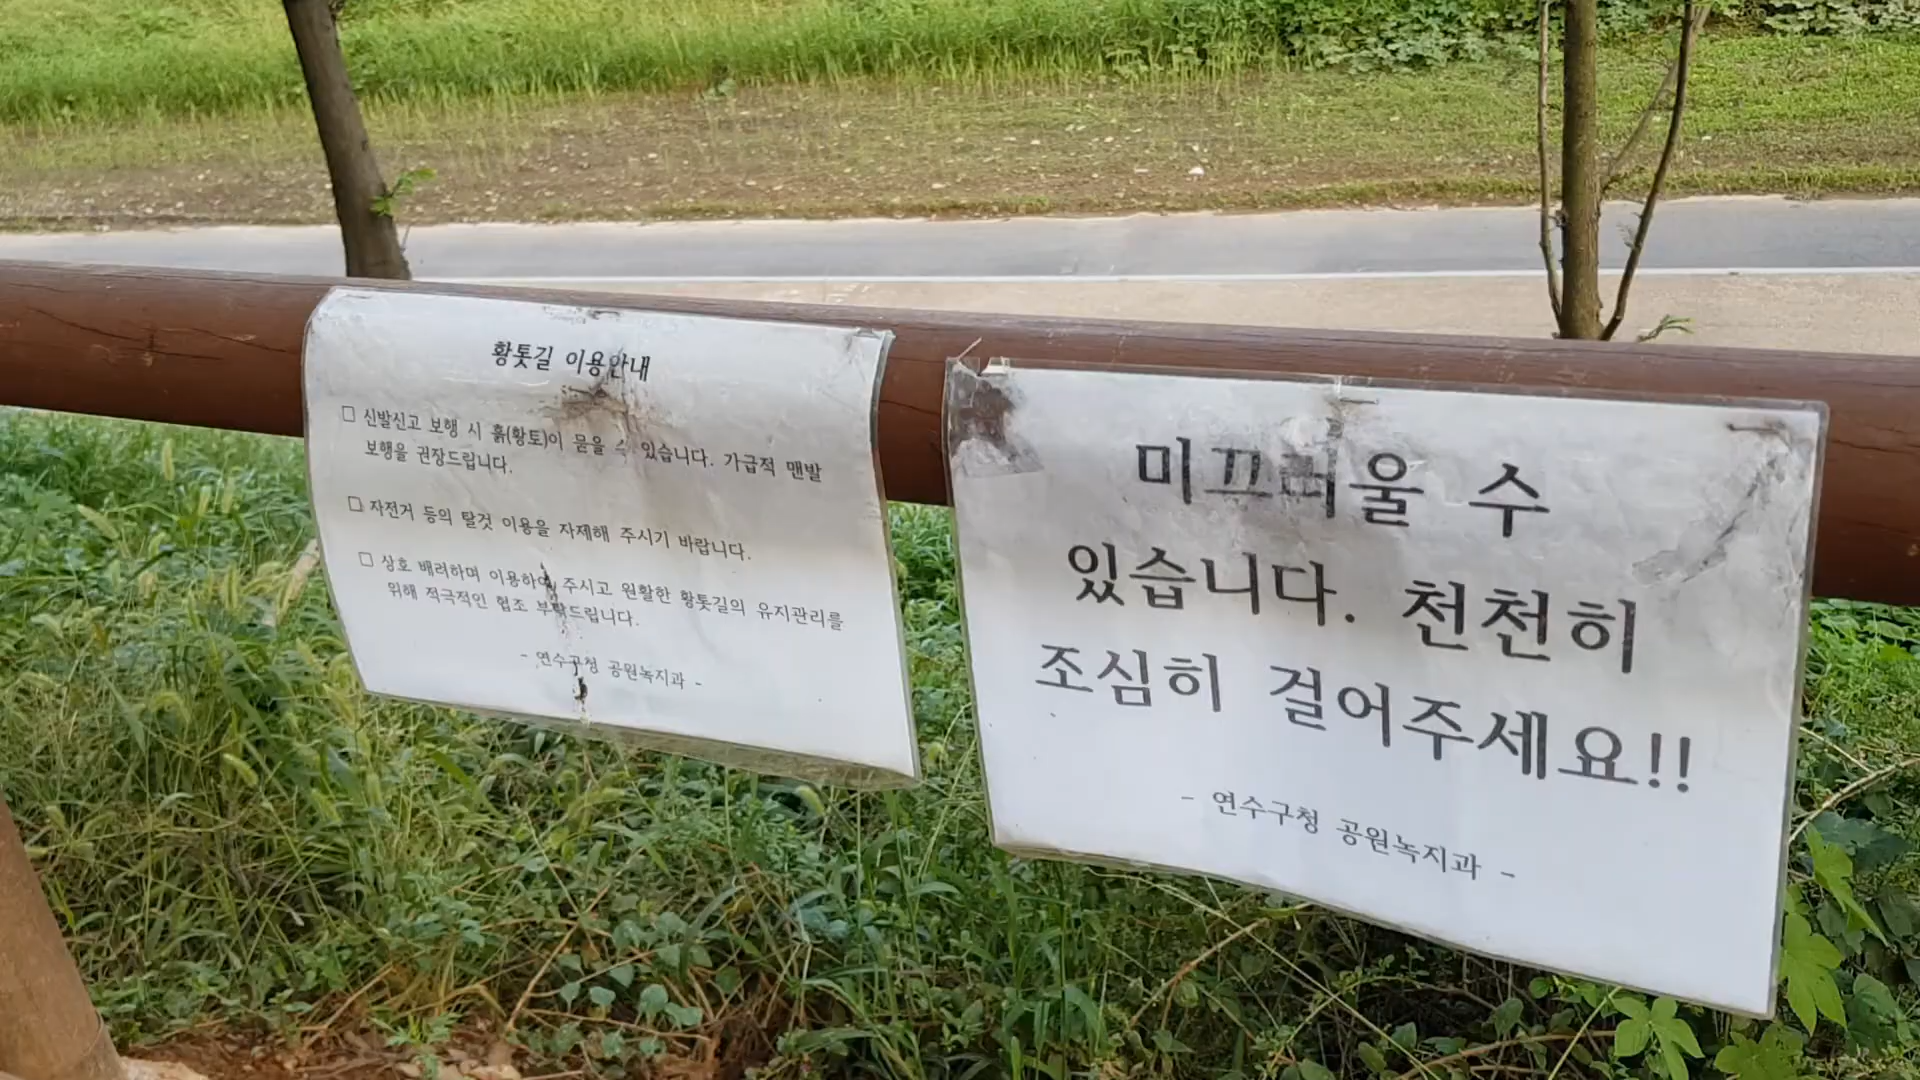 황톳길 이용안내
□ 신발신고 보행 시 흙(황토)이 묻을 수 있습니다. 가급적 맨발
보행을 권장드립니다.
□ 자전거 등의 탈것 이용을 자제해 주시기 바랍니다.
□ 상호 배려하며 이용하여 주시고 원활한 황톳길의 유지관리를
위해 적극적인 협조 부탁드립니다.
- 연수구청 공원녹지과 -
미끄러울 수
있습니다. 천천히
조심히 걸어주세요!!
- 연수구청 공원녹지과 -